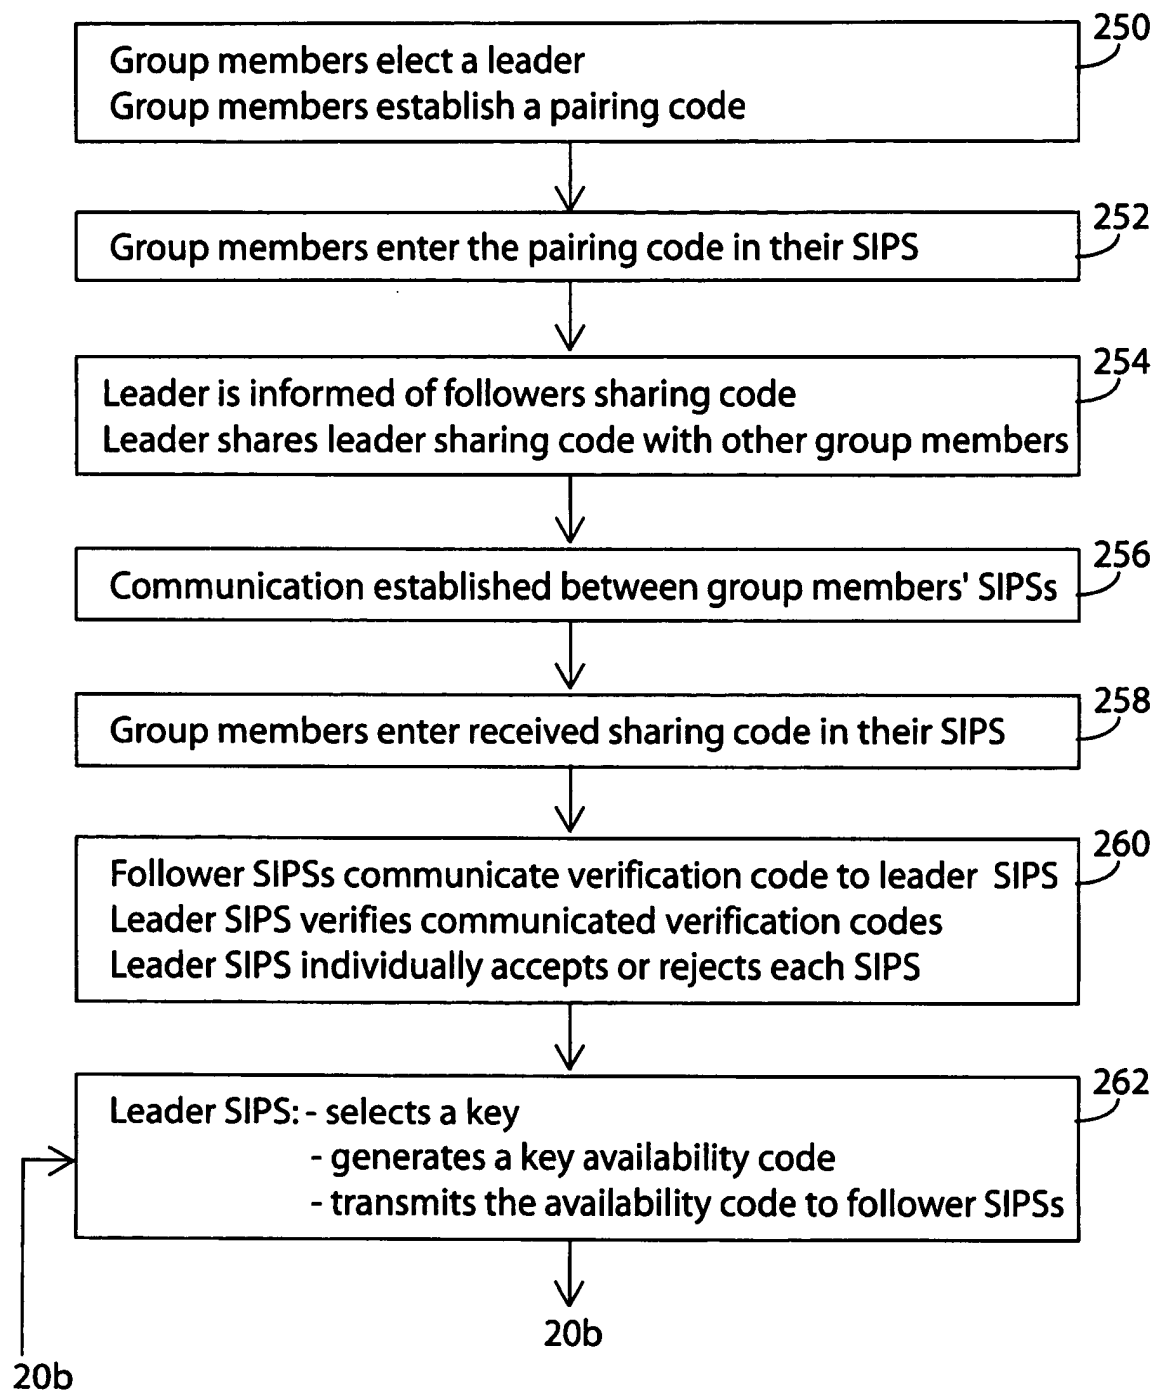 250
Group members elect a leader
Group members establish a pairing code
252
Group members enter the pairing code in their SIPS
254
Leader is informed of followers sharing code
Leader shares leader sharing code with other group members
256
Communication established between group members' SIPSs
258
Group members enter received sharing code in their SIPS
260
Follower SIPSs communicate verification code to leader SIPS
Leader SIPS verifies communicated verification codes
Leader SIPS individually accepts or rejects each SIPS
262
Leader SIPS: - selects a key
- generates a key availability code
- transmits the availability code to follower SIPSs
20b
20b